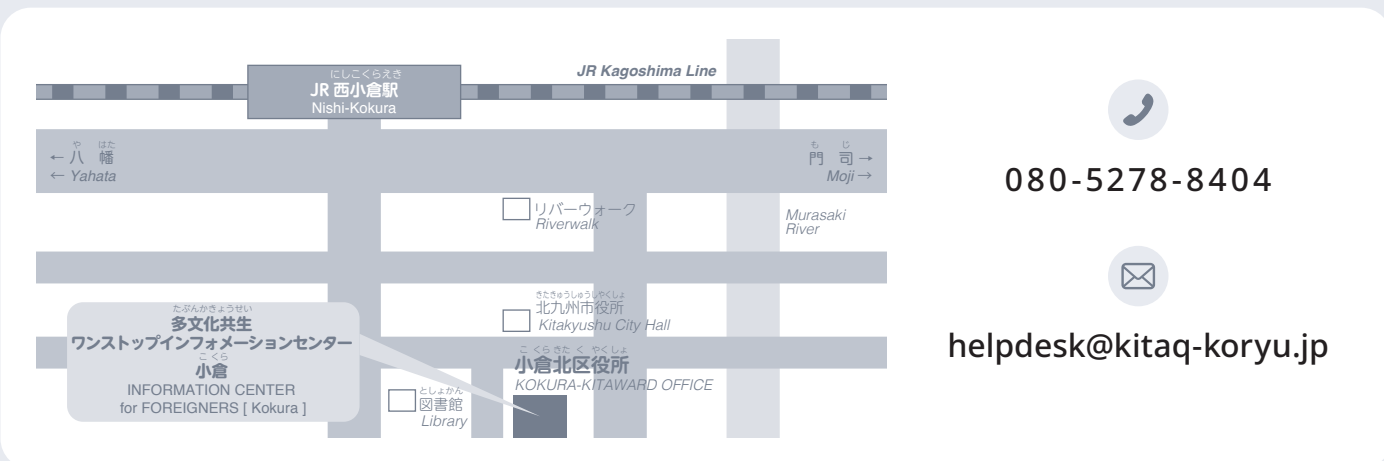 にしこくらえき
JR 西小倉駅
Nishi-Kokura
JR Kagoshima Line
や はた
← 八 幡
← Yahata
も じ
門 司 →
Moji →
リバーウォーク
Riverwalk
Murasaki
River
きたきゅうしゅうしやくしょ
北九州市役所
Kitakyushu City Hall
たぶんかきょうせい
多文化共生
ワンストップインフォメーションセンター
こくら
小倉
INFORMATION CENTER
for FOREIGNERS [ Kokura ]
こ くら きた く やくしょ
小倉北区役所
KOKURA-KITAWARD OFFICE
としょかん
図書館
Library
080-5278-8404
helpdesk@kitaq-koryu.jp